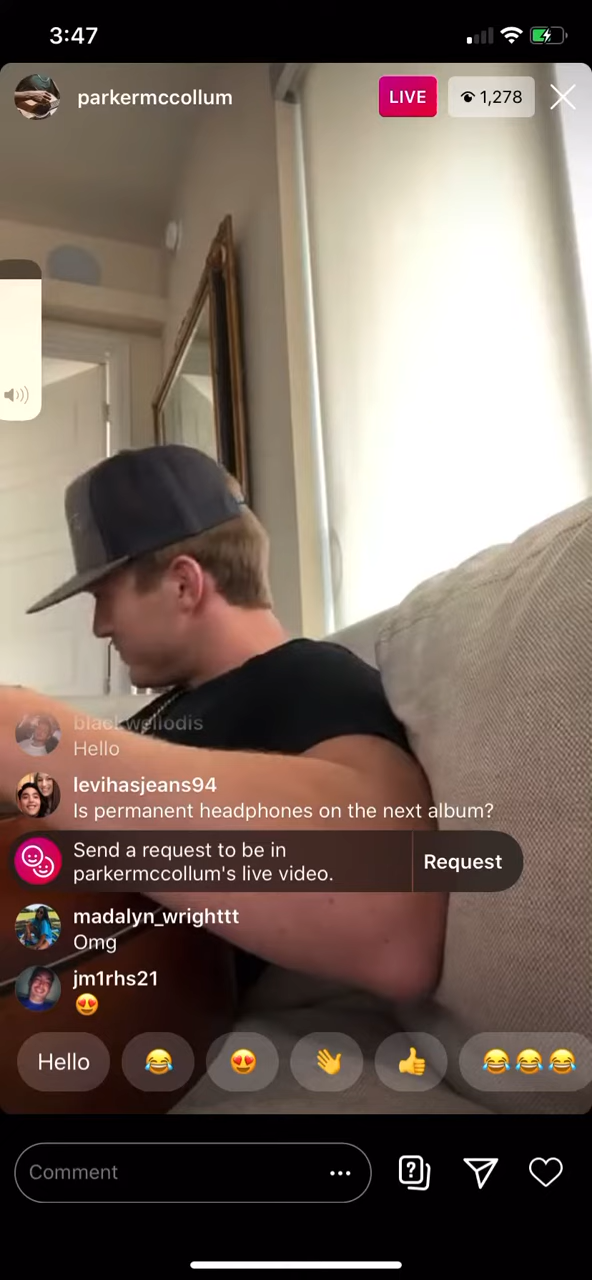 3:47
parkermccollum
LIVE
1,278
blackwellodis
Hello
levihasjeans94
Is permanent headphones on the next album?
Send a request to be in
parkermccollum's live video.
Request
madalyn_wrighttt
Omg
jm1rhs21
😍
Hello 😂 😍 👋 👍 😂😂😂
Comment